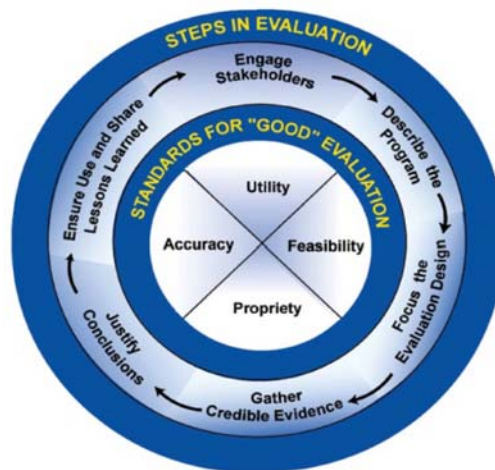 STEPS IN EVALUATION
Engage
Stakeholders
Describe the
Program
Focus the
Evaluation Design
Gather
Credible Evidence
Justify
Conclusions
Ensure Use and Share
Lessons Learned
STANDARDS FOR "GOOD" EVALUATION
Utility
Feasibility
Propriety
Accuracy